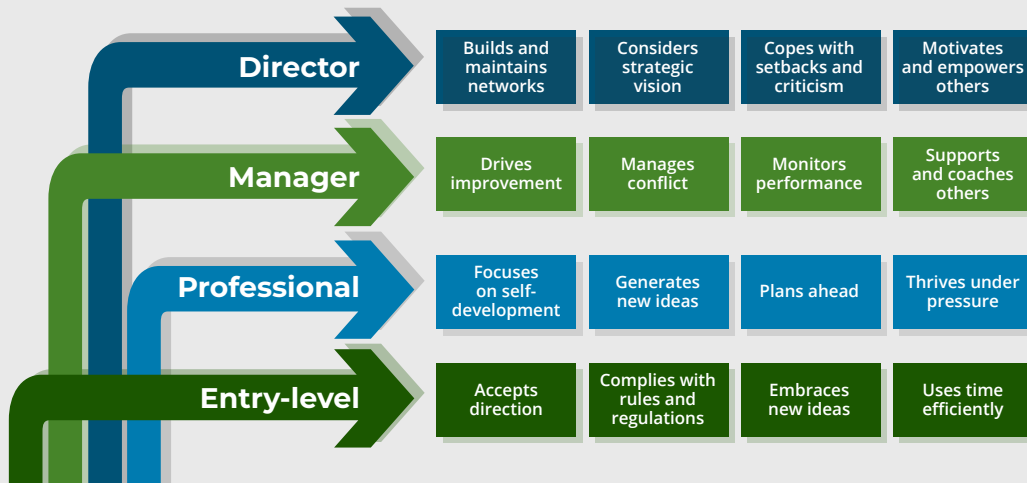 Director
Builds and
maintains
networks
Considers
strategic
vision
Copes with
setbacks and
criticism
Motivates
and empowers
others
Manager
Drives
improvement
Manages
conflict
Monitors
performance
Supports
and coaches
others
Professional
Focuses
on self-
development
Generates
new ideas
Plans ahead
Thrives under
pressure
Entry-level
Accepts
direction
Complies with
rules and
regulations
Embraces
new ideas
Uses time
efficiently